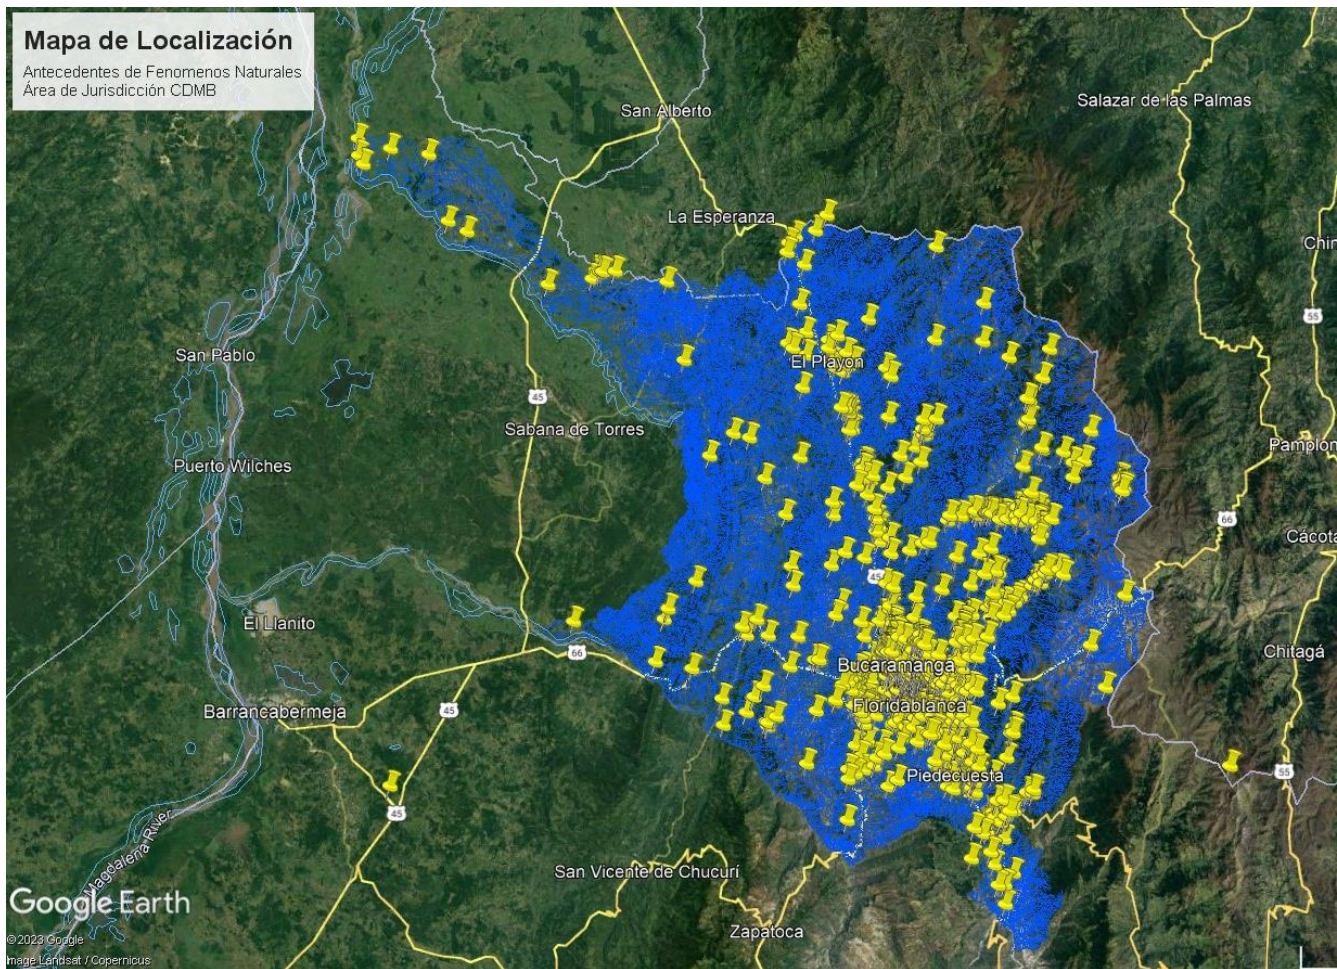 Mapa de Localización
Antecedentes de Fenomenos Naturales
Área de Jurisdicción CDMB
San Alberto
Salazar de las Palmas
La Esperanza
55
San Pablo
El Playon
45
Sabana de Torres
Puerto Wilches
Pamplon
66
Cácota
45
El Llanito
66
Chitagá
Bucaramanga
Barrancabermeja
45
Floridablanca
Piedecuesta
55
45
Magdalena River
San Vicente de Chucurí
Google Earth
Zapatoca
©2023 Google
Image Landsat / Copernicus